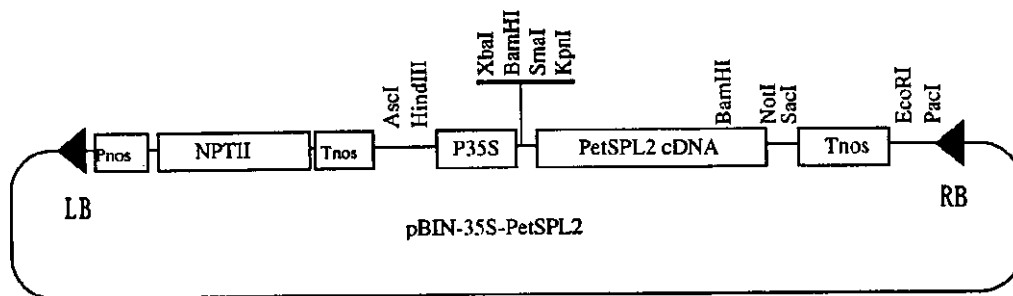 XbaI
BamHI
SmaI
KpnI
AscI
HindIII
BamHI
NotI
SacI
EcoRI
PacI
Pnos
NPTII
Tnos
P35S
PetSPL2 cDNA
Tnos
LB
RB
pBIN-35S-PetSPL2